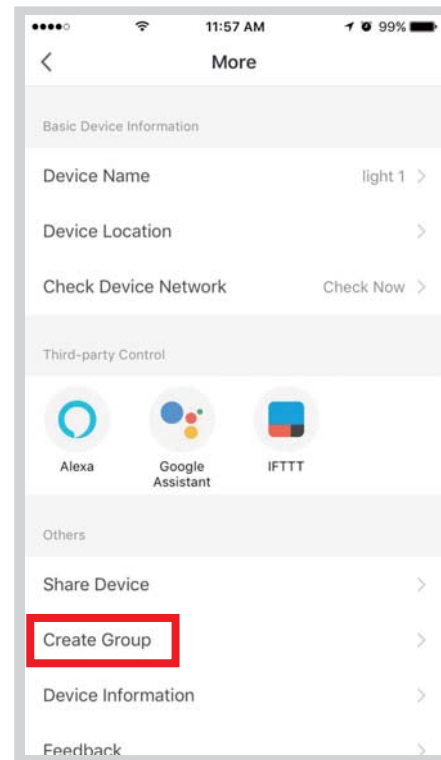 11:57 AM
99%
More
Basic Device Information
Device Name light 1
Device Location
Check Device Network Check Now
Third-party Control
Alexa Google Assistant IFTTT
Others
Share Device
Create Group
Device Information
Feedback